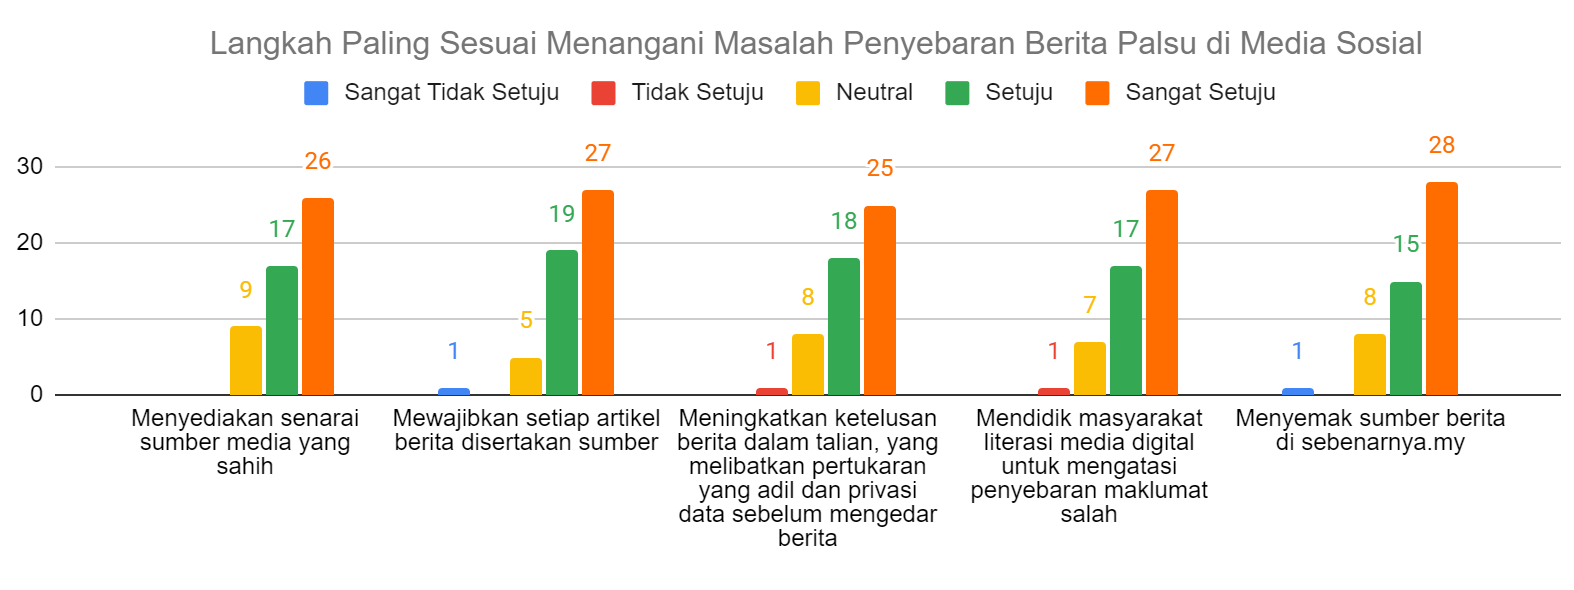 Langkah Paling Sesuai Menangani Masalah Penyebaran Berita Palsu di Media Sosial
Sangat Tidak Setuju
Tidak Setuju
Neutral
Setuju
Sangat Setuju
30
20
10
0
9
17
26
1
5
19
27
1
8
18
25
1
7
17
27
1
8
15
28
Menyediakan senarai
sumber media yang
sahih
Mewajibkan setiap artikel
berita disertakan sumber
Meningkatkan ketelusan
berita dalam talian, yang
melibatkan pertukaran
yang adil dan privasi
data sebelum mengedar
berita
Mendidik masyarakat
literasi media digital
untuk mengatasi
penyebaran maklumat
salah
Menyemak sumber berita
di sebenarnya.my